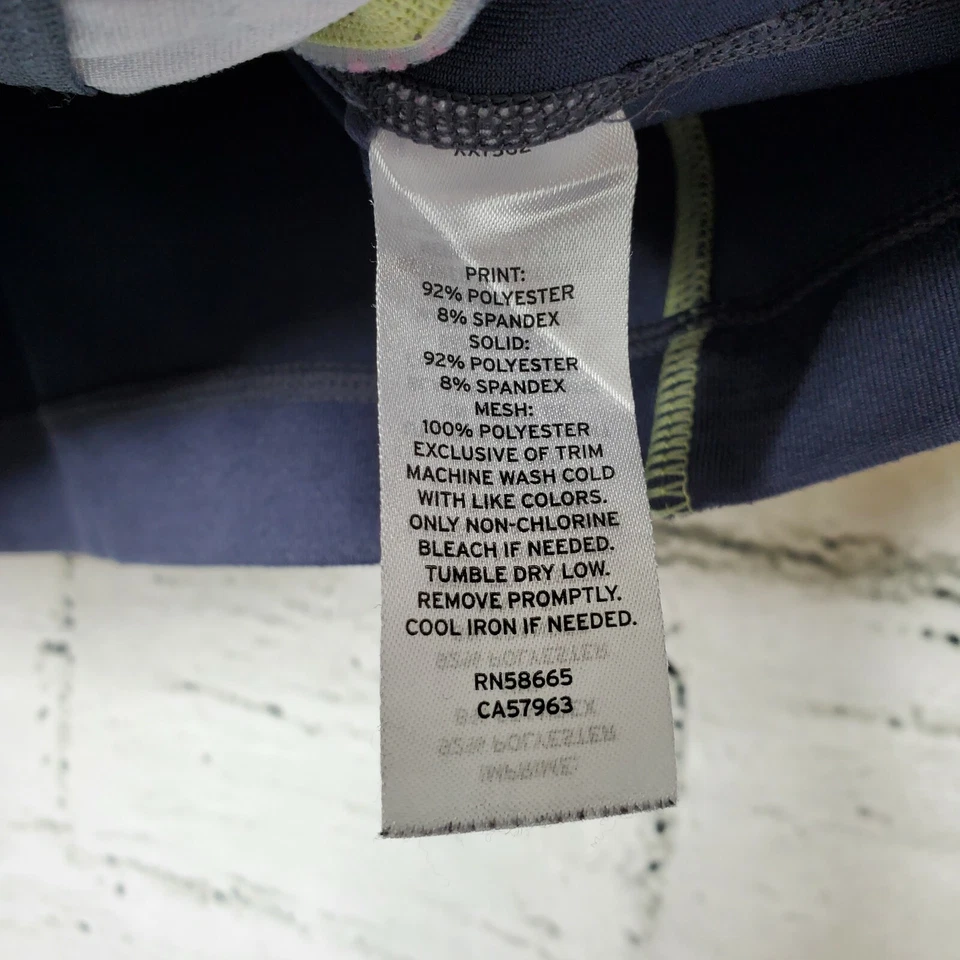 PRINT:
92% POLYESTER
8% SPANDEX
SOLID:
92% POLYESTER
8% SPANDEX
MESH:
100% POLYESTER
EXCLUSIVE OF TRIM
MACHINE WASH COLD
WITH LIKE COLORS.
ONLY NON-CHLORINE
BLEACH IF NEEDED.
TUMBLE DRY LOW.
REMOVE PROMPTLY.
COOL IRON IF NEEDED.
RN58665
CA57963